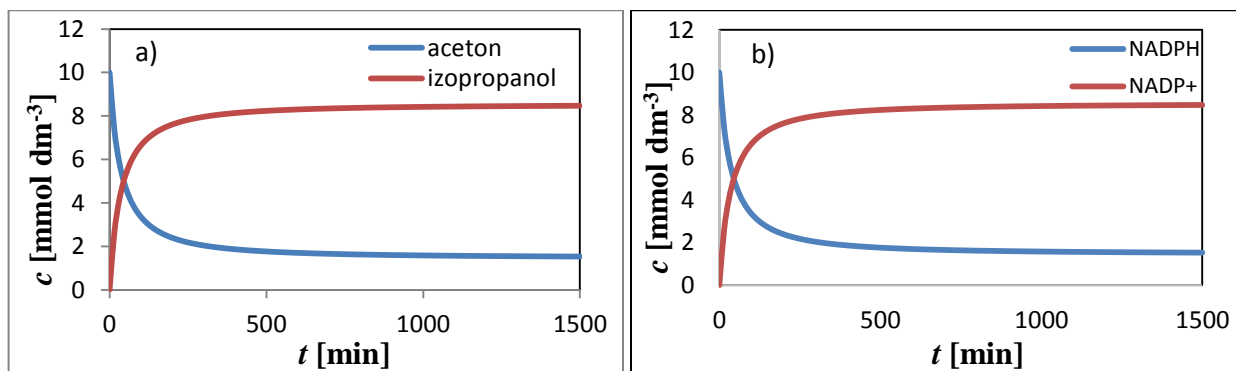 a)
aceton
izopropanol
12
10
8
6
4
2
0
c [mmol dm-3]
0 500 1000 1500
t [min]
b)
NADPH
NADP+
12
10
8
6
4
2
0
c [mmol dm-3]
0 500 1000 1500
t [min]